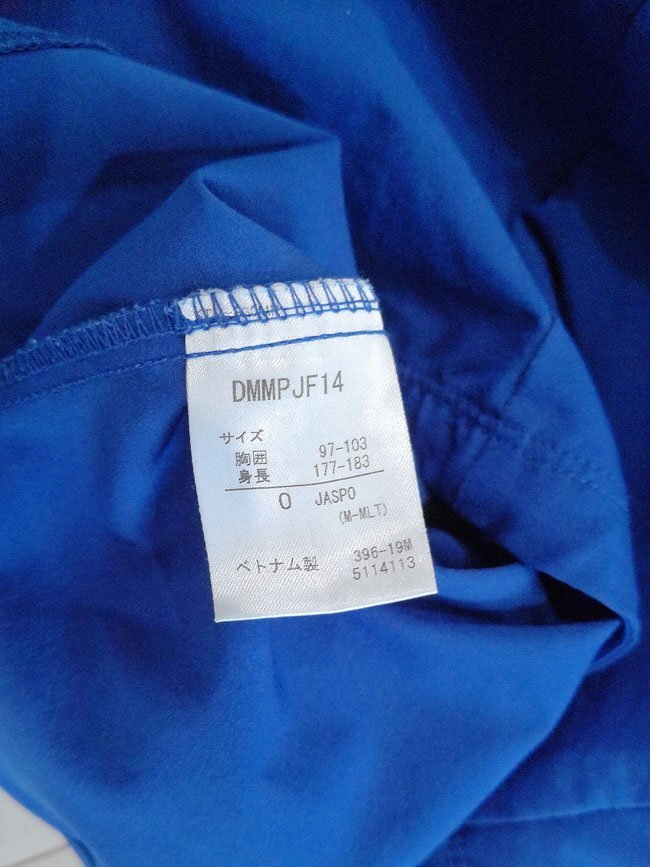 DMMPJF14
サイズ
胸囲 97-103
身長 177-183
O JASPO
(M-MLT)
ベトナム製 396-19M
5114113